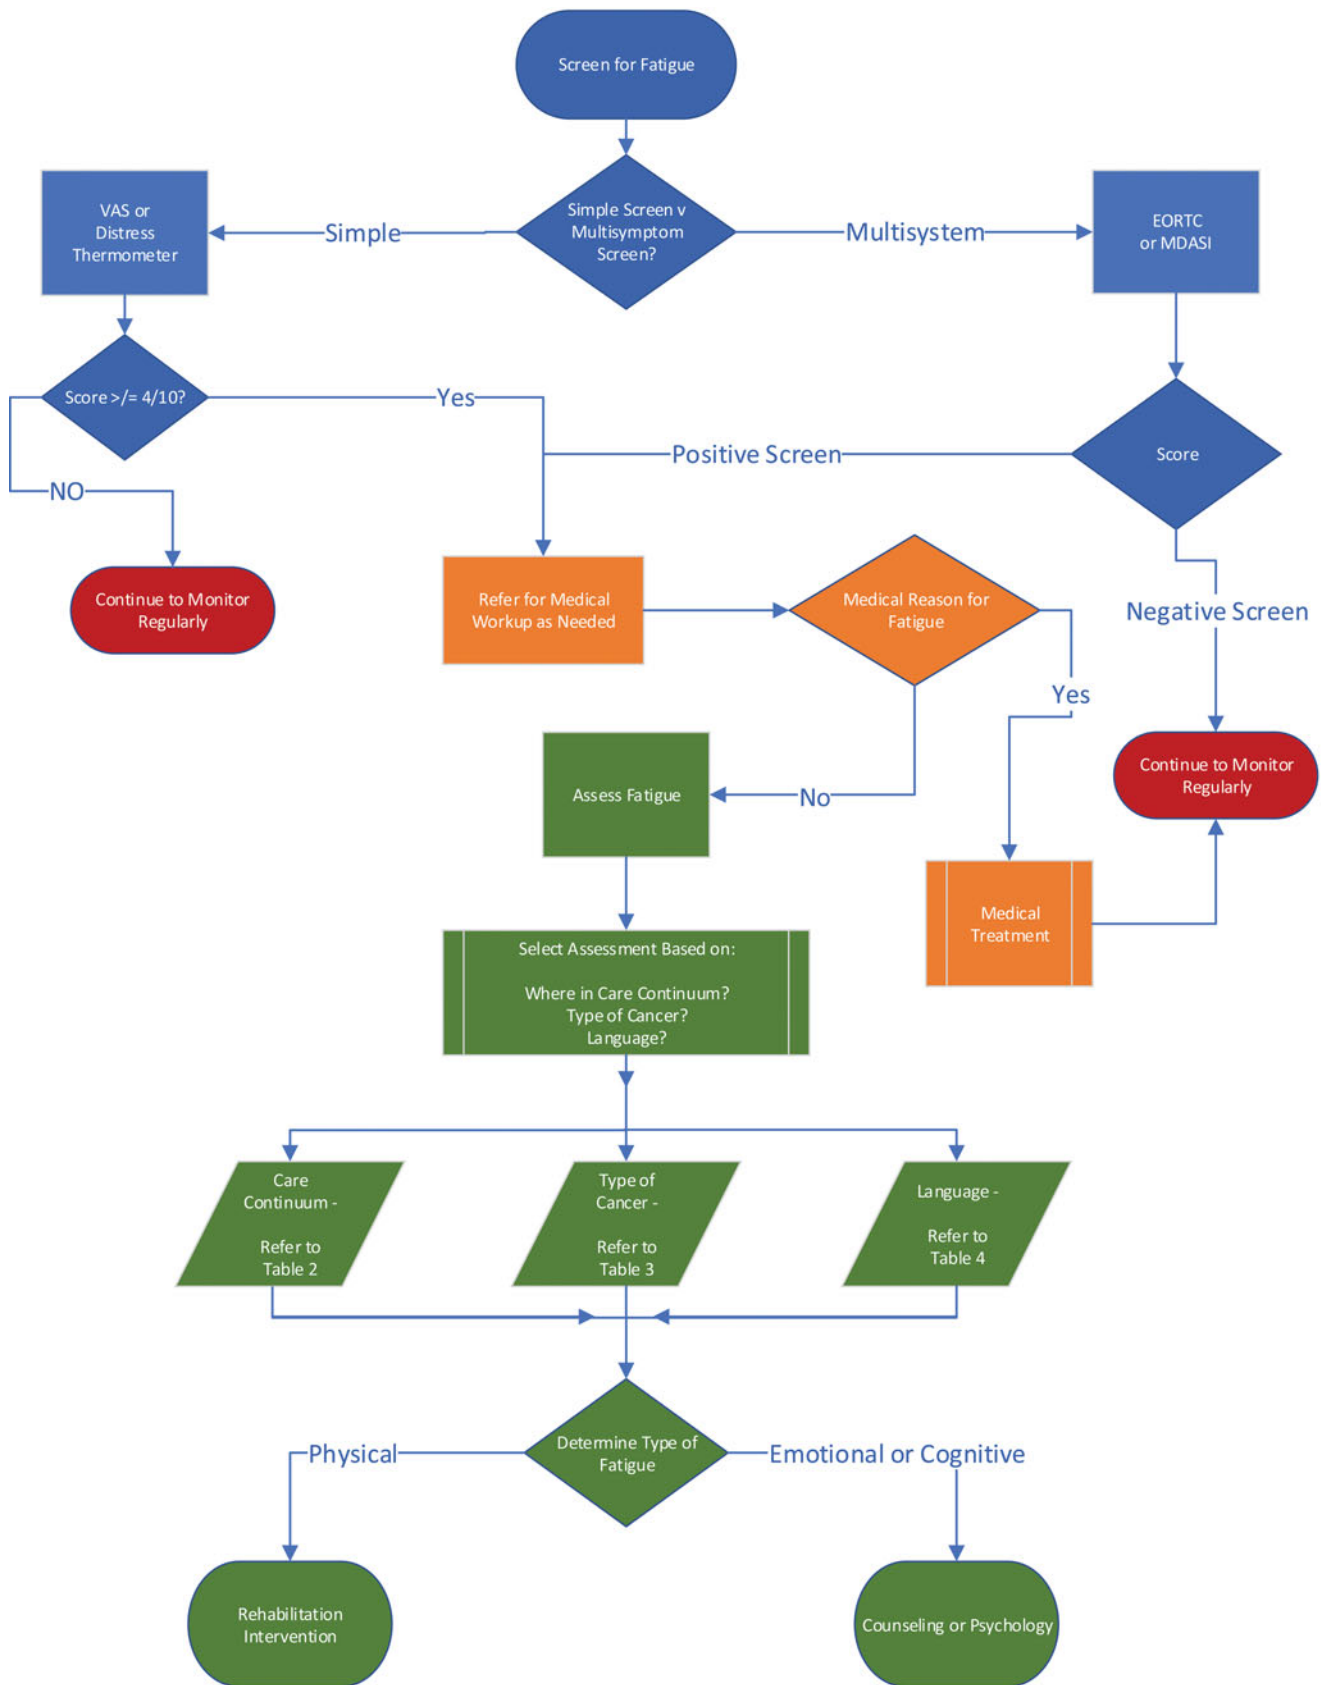 Screen for Fatigue
Simple Screen v
Multisymptom
Screen?
Simple
Multisystem
VAS or
Distress
Thermometer
EORTC
or MDASI
Score >/= 4/10?
Yes
NO
Positive Screen
Score
Continue to Monitor
Regularly
Refer for Medical
Workup as Needed
Medical Reason for
Fatigue
Negative Screen
Yes
No
Assess Fatigue
Continue to Monitor
Regularly
Medical
Treatment
Select Assessment Based on:
Where in Care Continuum?
Type of Cancer?
Language?
Care
Continuum -
Refer to
Table 2
Type of
Cancer -
Refer to
Table 3
Language -
Refer to
Table 4
Determine Type of
Fatigue
Physical
Emotional or Cognitive
Rehabilitation
Intervention
Counseling or Psychology